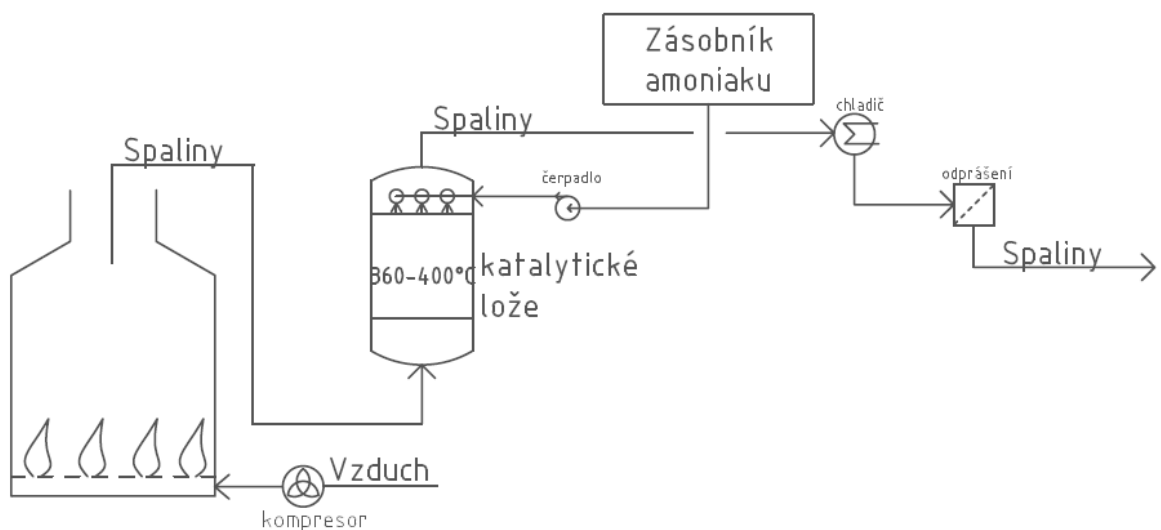 Zásobník
amoniaku
chladič
Spaliny
Spaliny
čerpadlo
odprášení
Spaliny
360-400°C
katalytické
lože
Vzduch
kompresor